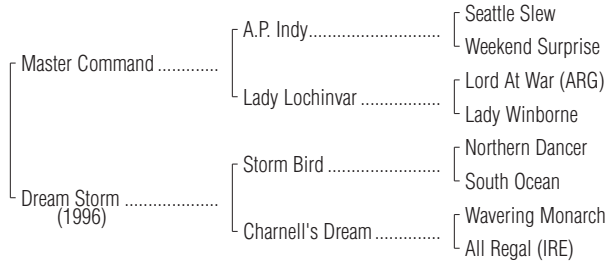 Seattle Slew
A.P. Indy................................
Weekend Surprise
Master Command ..............
Lord At War (ARG)
Lady Lochinvar ...................
Lady Winborne
Northern Dancer
Storm Bird ...........................
South Ocean
Dream Storm ......................
(1996)
Wavering Monarch
Charnell's Dream................
All Regal (IRE)